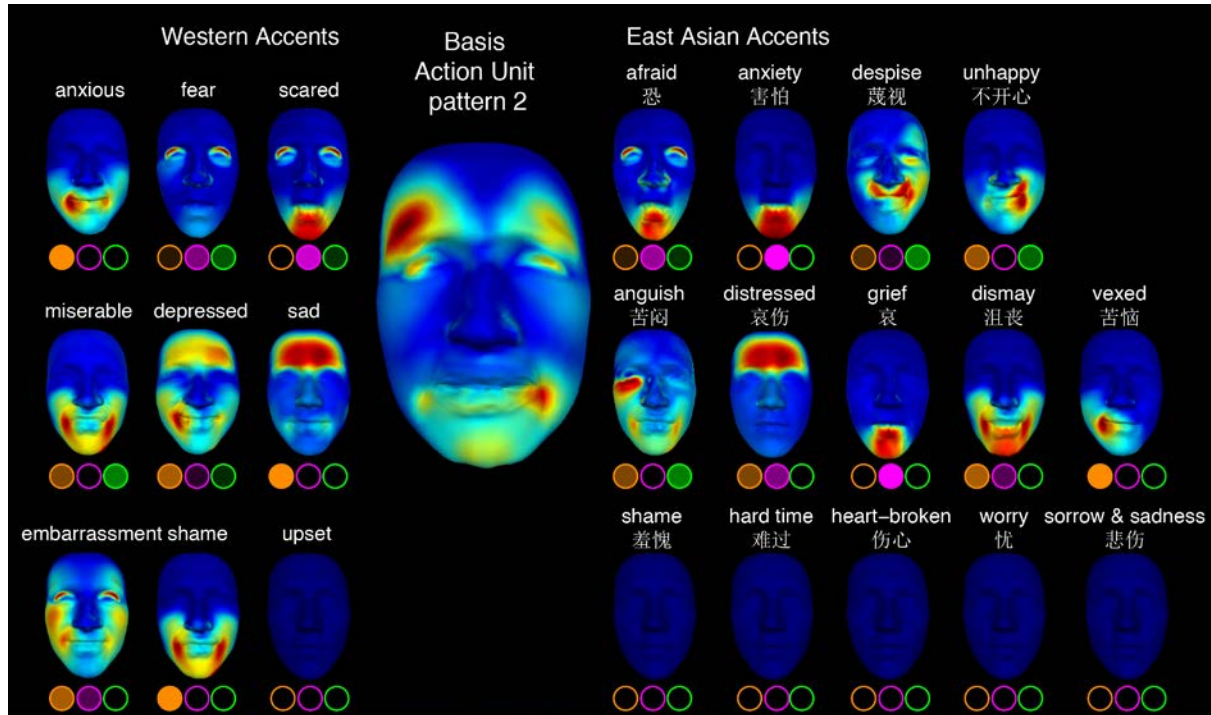 Western Accents
Basis
Action Unit
pattern 2
East Asian Accents
anxious fear scared
afraid anxiety despise unhappy
恐 害怕 蔑视 不开心
miserable depressed sad
anguish distressed grief dismay vexed
苦闷 哀伤 哀 沮丧 苦恼
embarrassment shame upset
shame hard time heart-broken worry sorrow & sadness
羞愧 难过 伤心 忧 悲伤